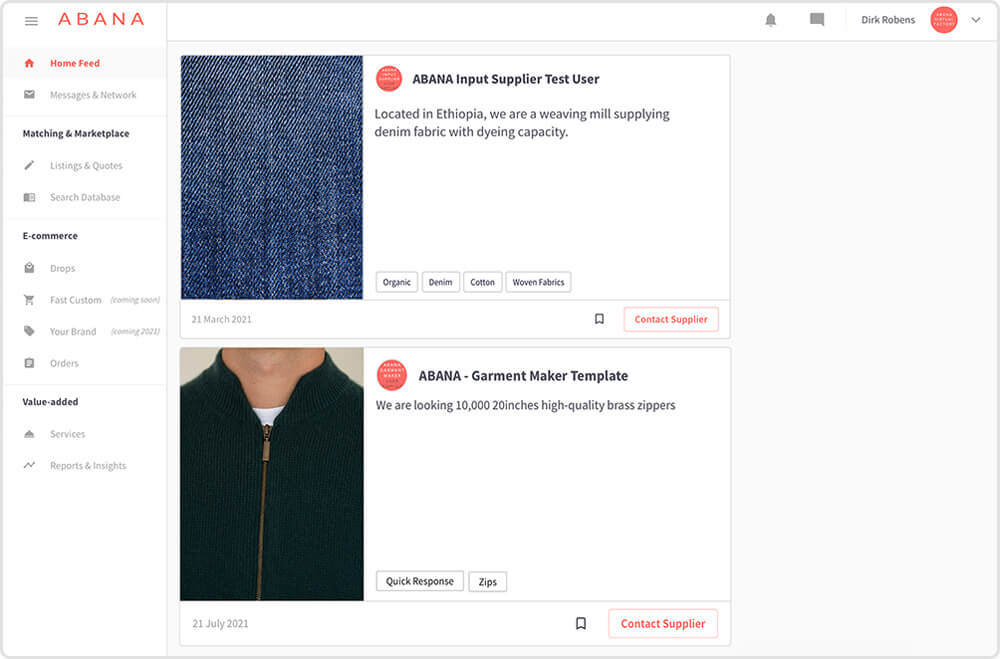 ABANA
Dirk Robens
Home Feed
Messages & Network
Matching & Marketplace
Listings & Quotes
Search Database
E-commerce
Drops
Fast Custom (coming soon)
Your Brand (coming 2021)
Orders
Value-added
Services
Reports & Insights
ABANA Input Supplier Test User
Located in Ethiopia, we are a weaving mill supplying
denim fabric with dyeing capacity.
Organic Denim Cotton Woven Fabrics
21 March 2021 Contact Supplier
ABANA - Garment Maker Template
We are looking 10,000 20inches high-quality brass zippers
Quick Response Zips
21 July 2021 Contact Supplier